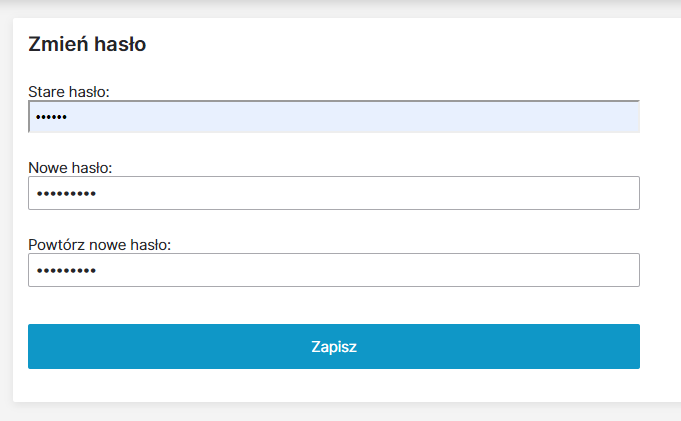 Zmień hasło
Stare hasło:
••••••
Nowe hasło:
•••••••••
Powtórz nowe hasło:
•••••••••
Zapisz